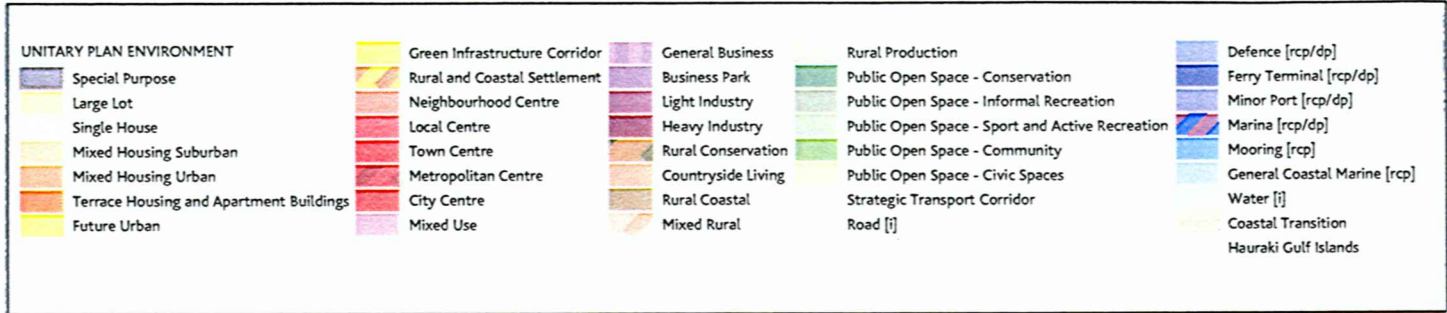 UNITARY PLAN ENVIRONMENT
Special Purpose
Large Lot
Single House
Mixed Housing Suburban
Mixed Housing Urban
Terrace Housing and Apartment Buildings
Future Urban
Green Infrastructure Corridor
Rural and Coastal Settlement
Neighbourhood Centre
Local Centre
Town Centre
Metropolitan Centre
City Centre
Mixed Use
General Business
Business Park
Light Industry
Heavy Industry
Rural Conservation
Countryside Living
Rural Coastal
Mixed Rural
Rural Production
Public Open Space - Conservation
Public Open Space - Informal Recreation
Public Open Space - Sport and Active Recreation
Public Open Space - Community
Public Open Space - Civic Spaces
Strategic Transport Corridor
Road [i]
Defence [rcp/dp]
Ferry Terminal [rcp/dp]
Minor Port [rcp/dp]
Marina [rcp/dp]
Mooring [rcp]
General Coastal Marine [rcp]
Water [i]
Coastal Transition
Hauraki Gulf Islands